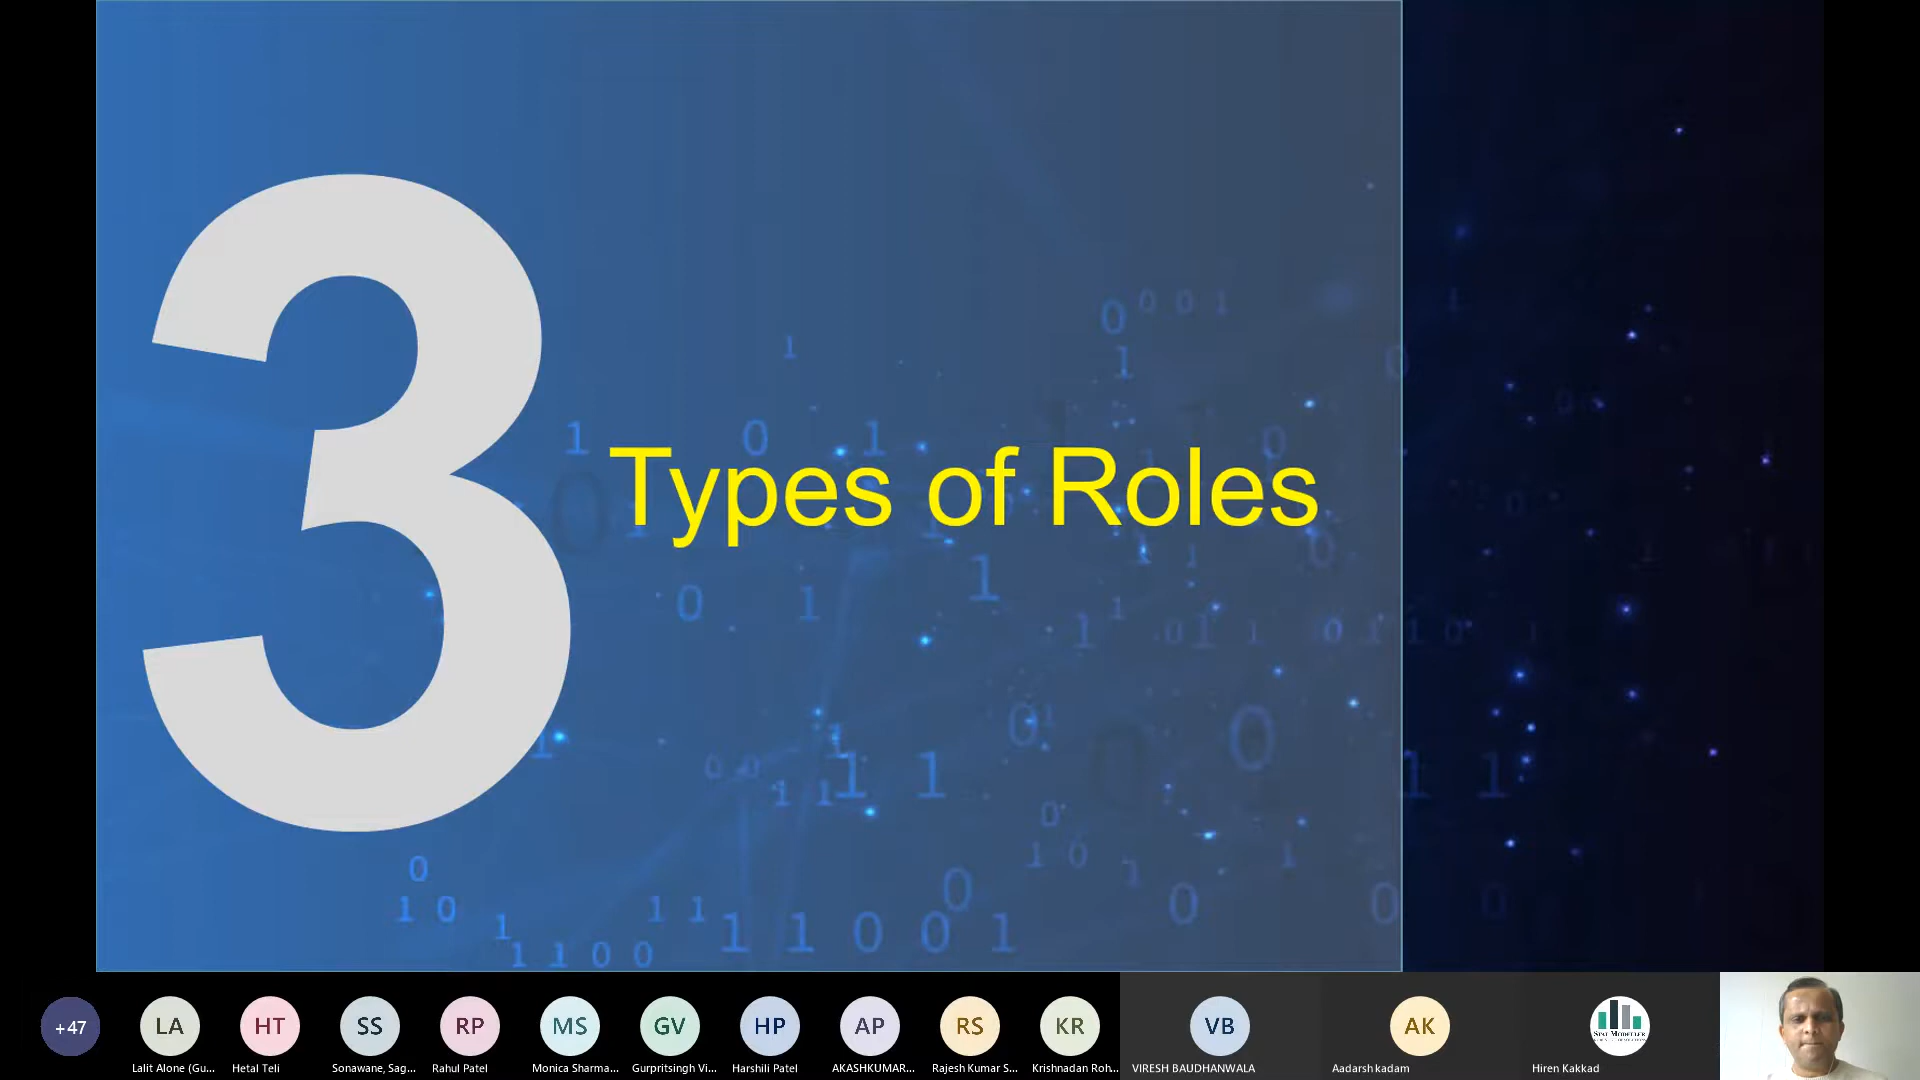 3
Types of Roles
+47
LA
HT
SS
RP
MS
GV
HP
AP
RS
KR
VB
AK
Lalit Alone (Gu...
Hetal Teli
Sonawane, Sag...
Rahul Patel
Monica Sharma...
Gurpritsingh Vi...
Harshili Patel
AKASHKUMAR...
Rajesh Kumar S...
Krishnadan Roh...
VIRESH BAUDHANWALA
Aadarsh kadam
Hiren Kakkad